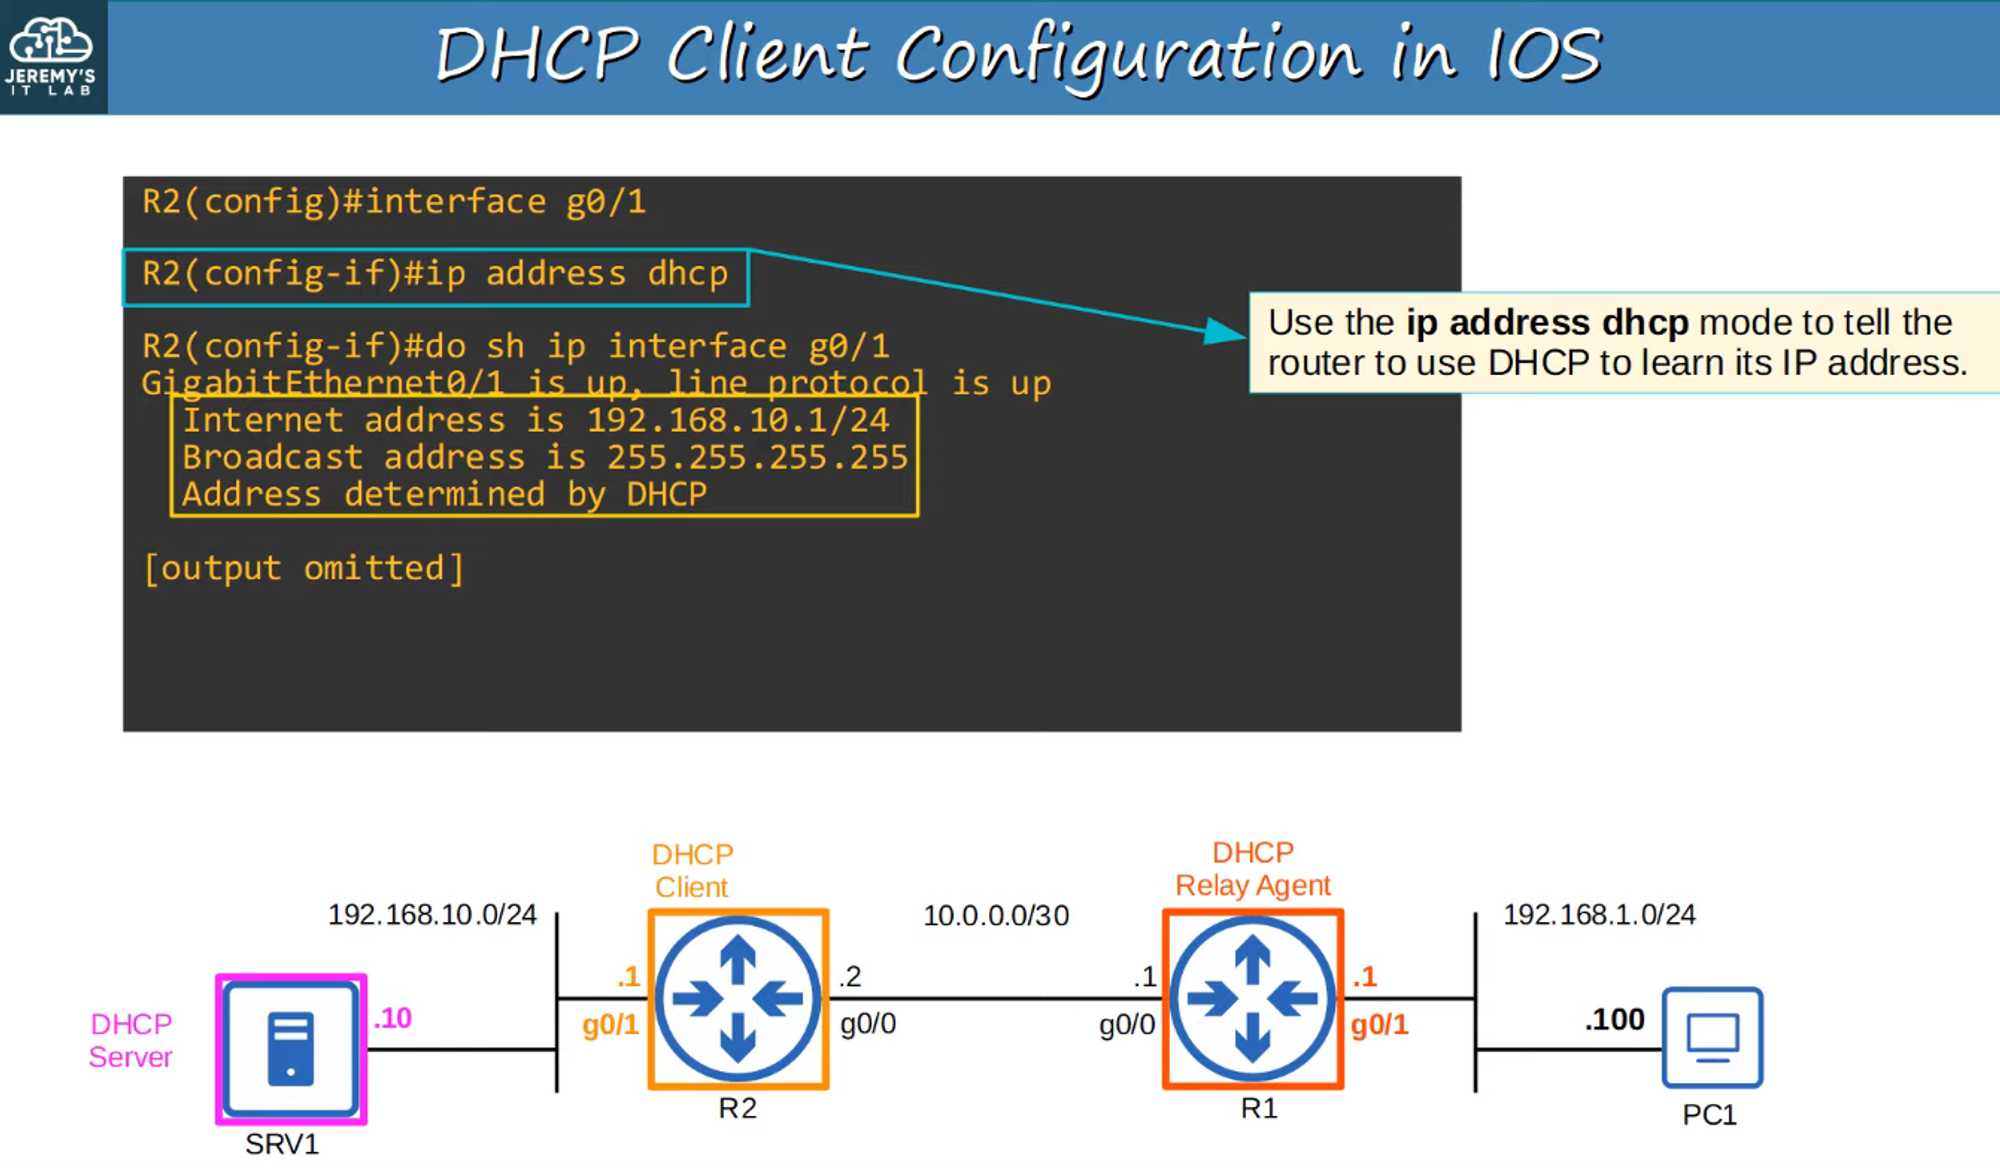 JEREMY'S
IT LAB
DHCP Client Configuration in IOS
R2(config)#interface g0/1
R2(config-if)#ip address dhcp
R2(config-if)#do sh ip interface g0/1
GigabitEthernet0/1 is up, line protocol is up
Internet address is 192.168.10.1/24
Broadcast address is 255.255.255.255
Address determined by DHCP
[output omitted]
Use the ip address dhcp mode to tell the
router to use DHCP to learn its IP address.
DHCP
Server
SRV1
.10
192.168.10.0/24
.1
g0/1
DHCP
Client
R2
.2
g0/0
10.0.0.0/30
.1
g0/0
DHCP
Relay Agent
R1
.1
g0/1
192.168.1.0/24
.100
PC1